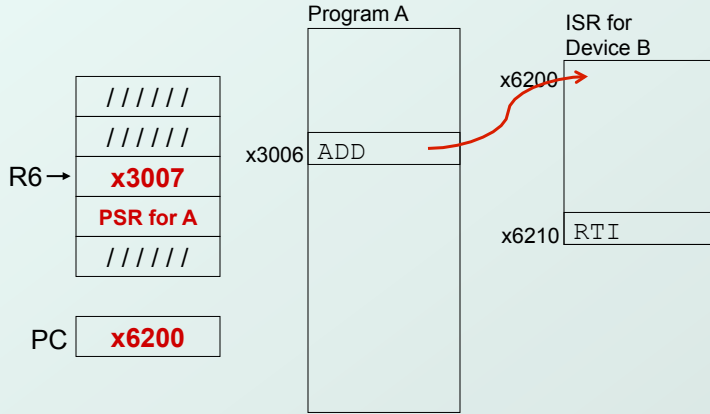 Program A
ISR for
Device B
x6200
//////
//////
x3006 ADD
R6 x3007
PSR for A
//////
x6210 RTI
PC x6200